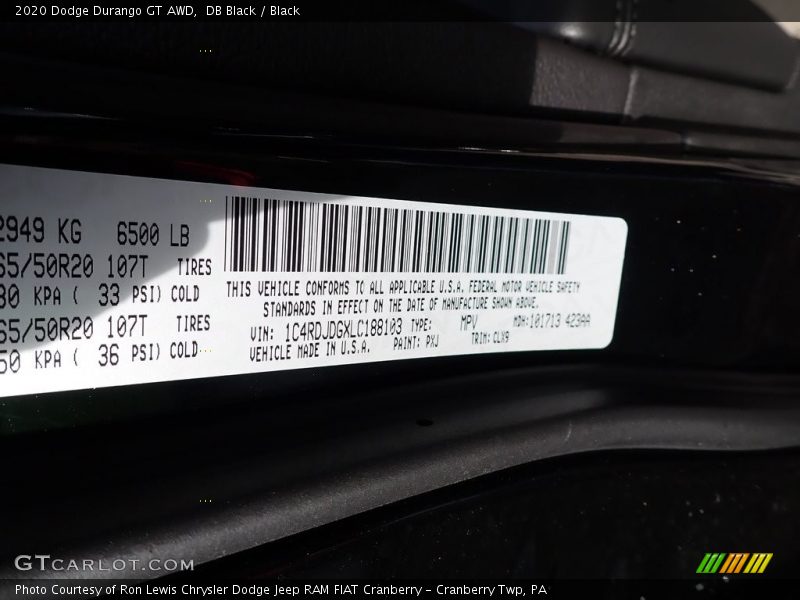 2020 Dodge Durango GT AWD, DB Black / Black
2949 KG 6500 LB
65/50R20 107T TIRES
30 KPA ( 33 PSI) COLD
65/50R20 107T TIRES
50 KPA ( 36 PSI) COLD
THIS VEHICLE CONFORMS TO ALL APPLICABLE U.S.A. FEDERAL MOTOR VEHICLE SAFETY
STANDARDS IN EFFECT ON THE DATE OF MANUFACTURE SHOWN ABOVE.
VIN: 1C4RDJDGXLC188103 TYPE: MPV MDH:101713 423AA
VEHICLE MADE IN U.S.A. PAINT: PXJ TRIM: CLX9
GTCARLOT.COM
Photo Courtesy of Ron Lewis Chrysler Dodge Jeep RAM FIAT Cranberry - Cranberry Twp, PA